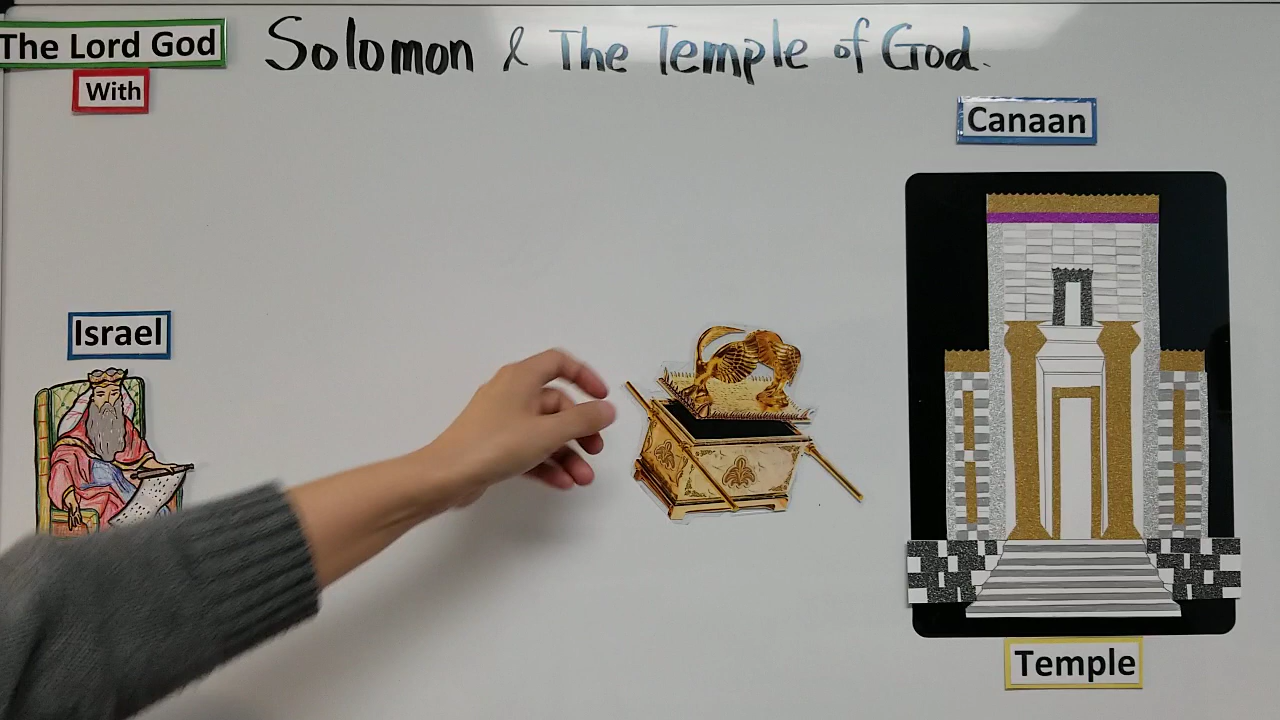 The Lord God
Solomon & The Temple of God.
With
Canaan
Israel
Temple